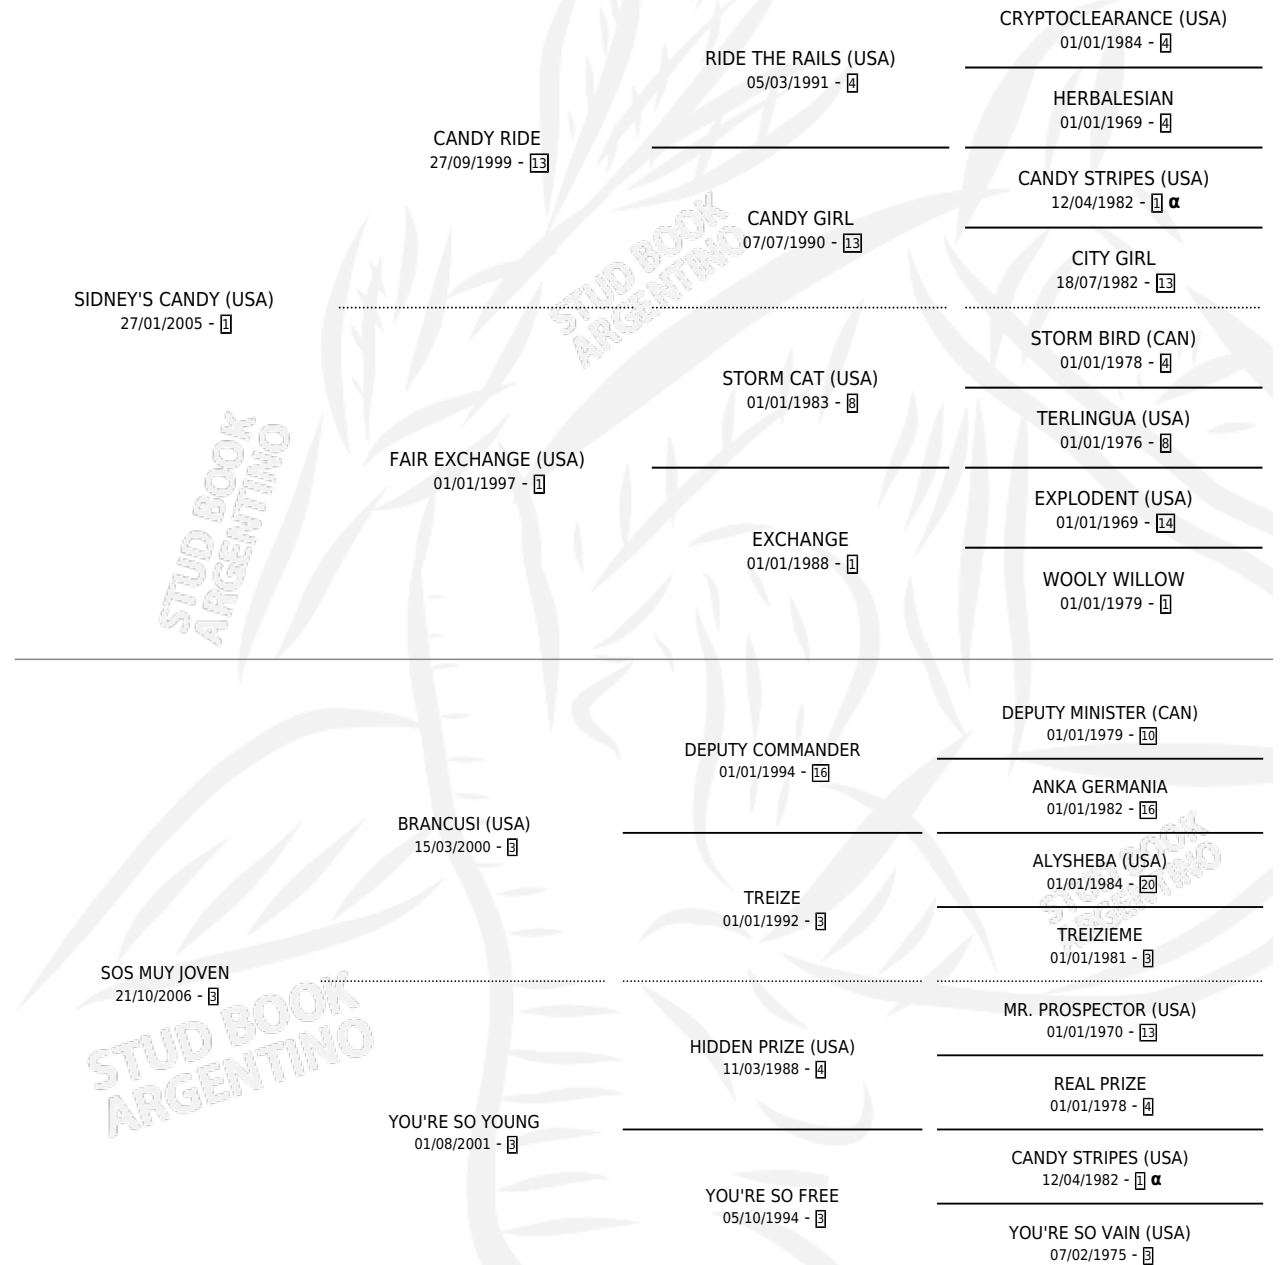 CRYPTOCLEARANCE (USA)
01/01/1984 - 4
RIDE THE RAILS (USA)
05/03/1991 - 4
HERBALESIAN
01/01/1969 - 4
CANDY RIDE
27/09/1999 - 13
CANDY STRIPES (USA)
12/04/1982 - 1 α
CANDY GIRL
07/07/1990 - 13
CITY GIRL
18/07/1982 - 13
SIDNEY'S CANDY (USA)
27/01/2005 - 1
STORM BIRD (CAN)
01/01/1978 - 4
STORM CAT (USA)
01/01/1983 - 8
TERLINGUA (USA)
01/01/1976 - 8
FAIR EXCHANGE (USA)
01/01/1997 - 1
EXPLODENT (USA)
01/01/1969 - 14
EXCHANGE
01/01/1988 - 1
WOOLY WILLOW
01/01/1979 - 1
DEPUTY MINISTER (CAN)
01/01/1979 - 10
DEPUTY COMMANDER
01/01/1994 - 16
ANKA GERMANIA
01/01/1982 - 16
BRANCUSI (USA)
15/03/2000 - 3
ALYSHEBA (USA)
01/01/1984 - 20
TREIZE
01/01/1992 - 3
TREIZIEME
01/01/1981 - 3
SOS MUY JOVEN
21/10/2006 - 3
MR. PROSPECTOR (USA)
01/01/1970 - 13
HIDDEN PRIZE (USA)
11/03/1988 - 4
REAL PRIZE
01/01/1978 - 4
YOU'RE SO YOUNG
01/08/2001 - 3
CANDY STRIPES (USA)
12/04/1982 - 1 α
YOU'RE SO FREE
05/10/1994 - 3
YOU'RE SO VAIN (USA)
07/02/1975 - 3
STUD BOOK
ARGENTINO
STUD BOOK
ARGENTINO
STUD BOOK
ARGENTINO
STUD BOOK
ARGENTINO